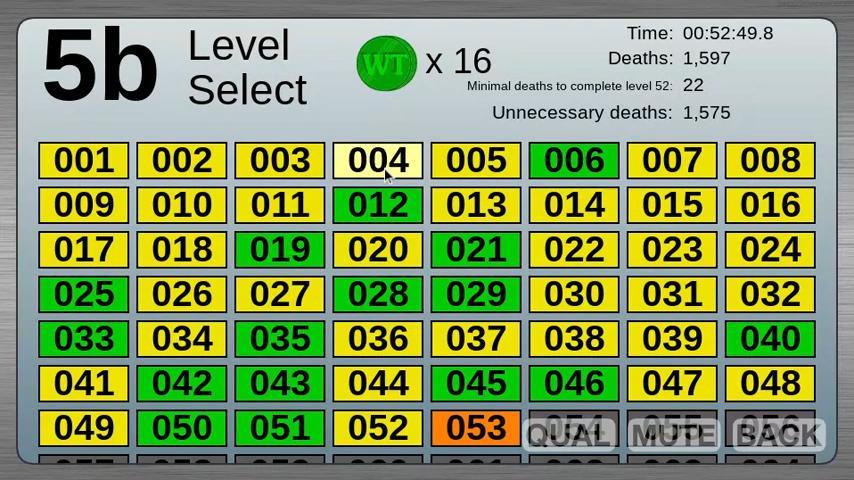 5b
Level
Select
WT x 16
Time: 00:52:49.8
Deaths: 1,597
Minimal deaths to complete level 52: 22
Unnecessary deaths: 1,575
001 002 003 004 005 006 007 008
009 010 011 012 013 014 015 016
017 018 019 020 021 022 023 024
025 026 027 028 029 030 031 032
033 034 035 036 037 038 039 040
041 042 043 044 045 046 047 048
049 050 051 052 053 054 055 056
QUAL MUTE BACK